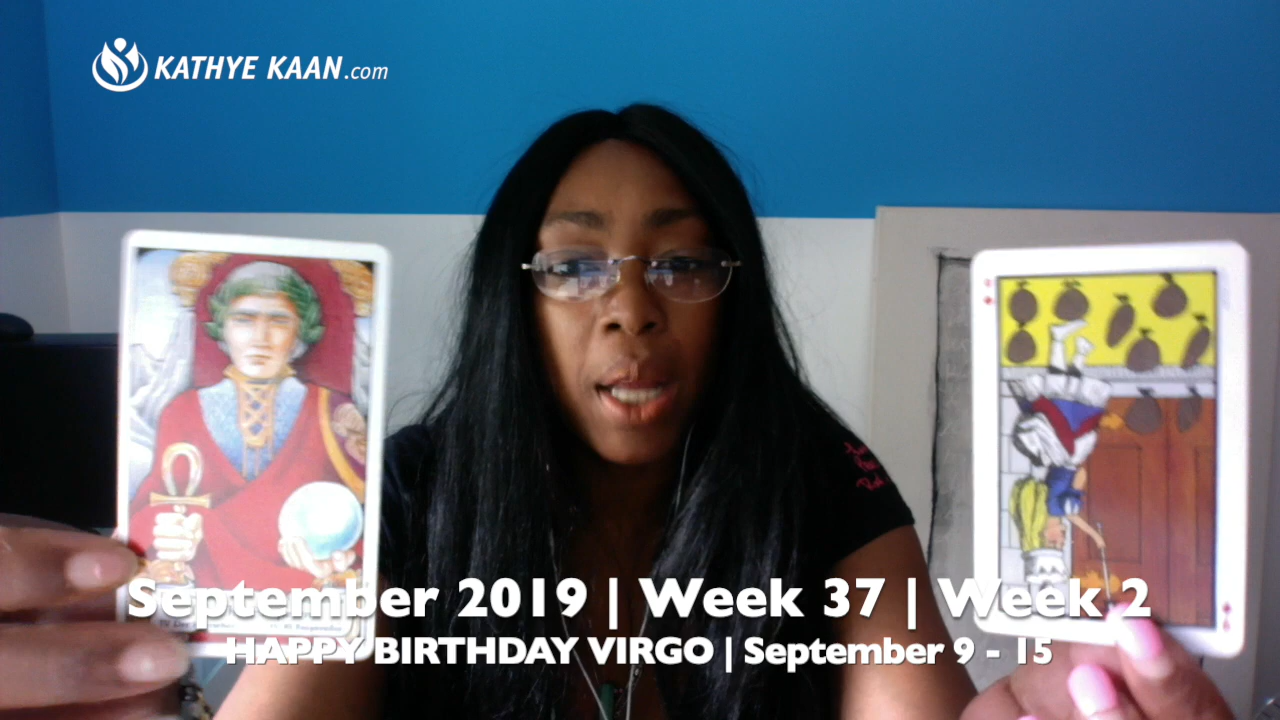 KATHYE KAAN.com
September 2019 | Week 37 | Week 2
HAPPY BIRTHDAY VIRGO | September 9 - 15